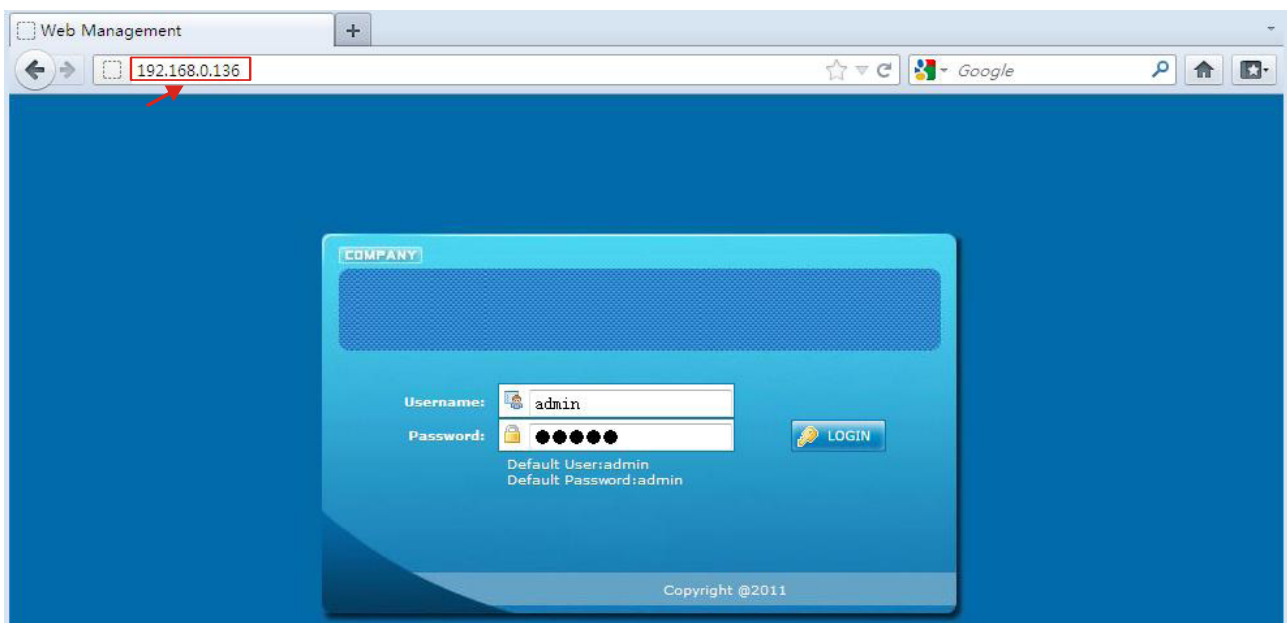 Web Management
192.168.0.136
Google
COMPANY
Username:
admin
Password:
●●●●●
LOGIN
Default User:admin
Default Password:admin
Copyright @2011